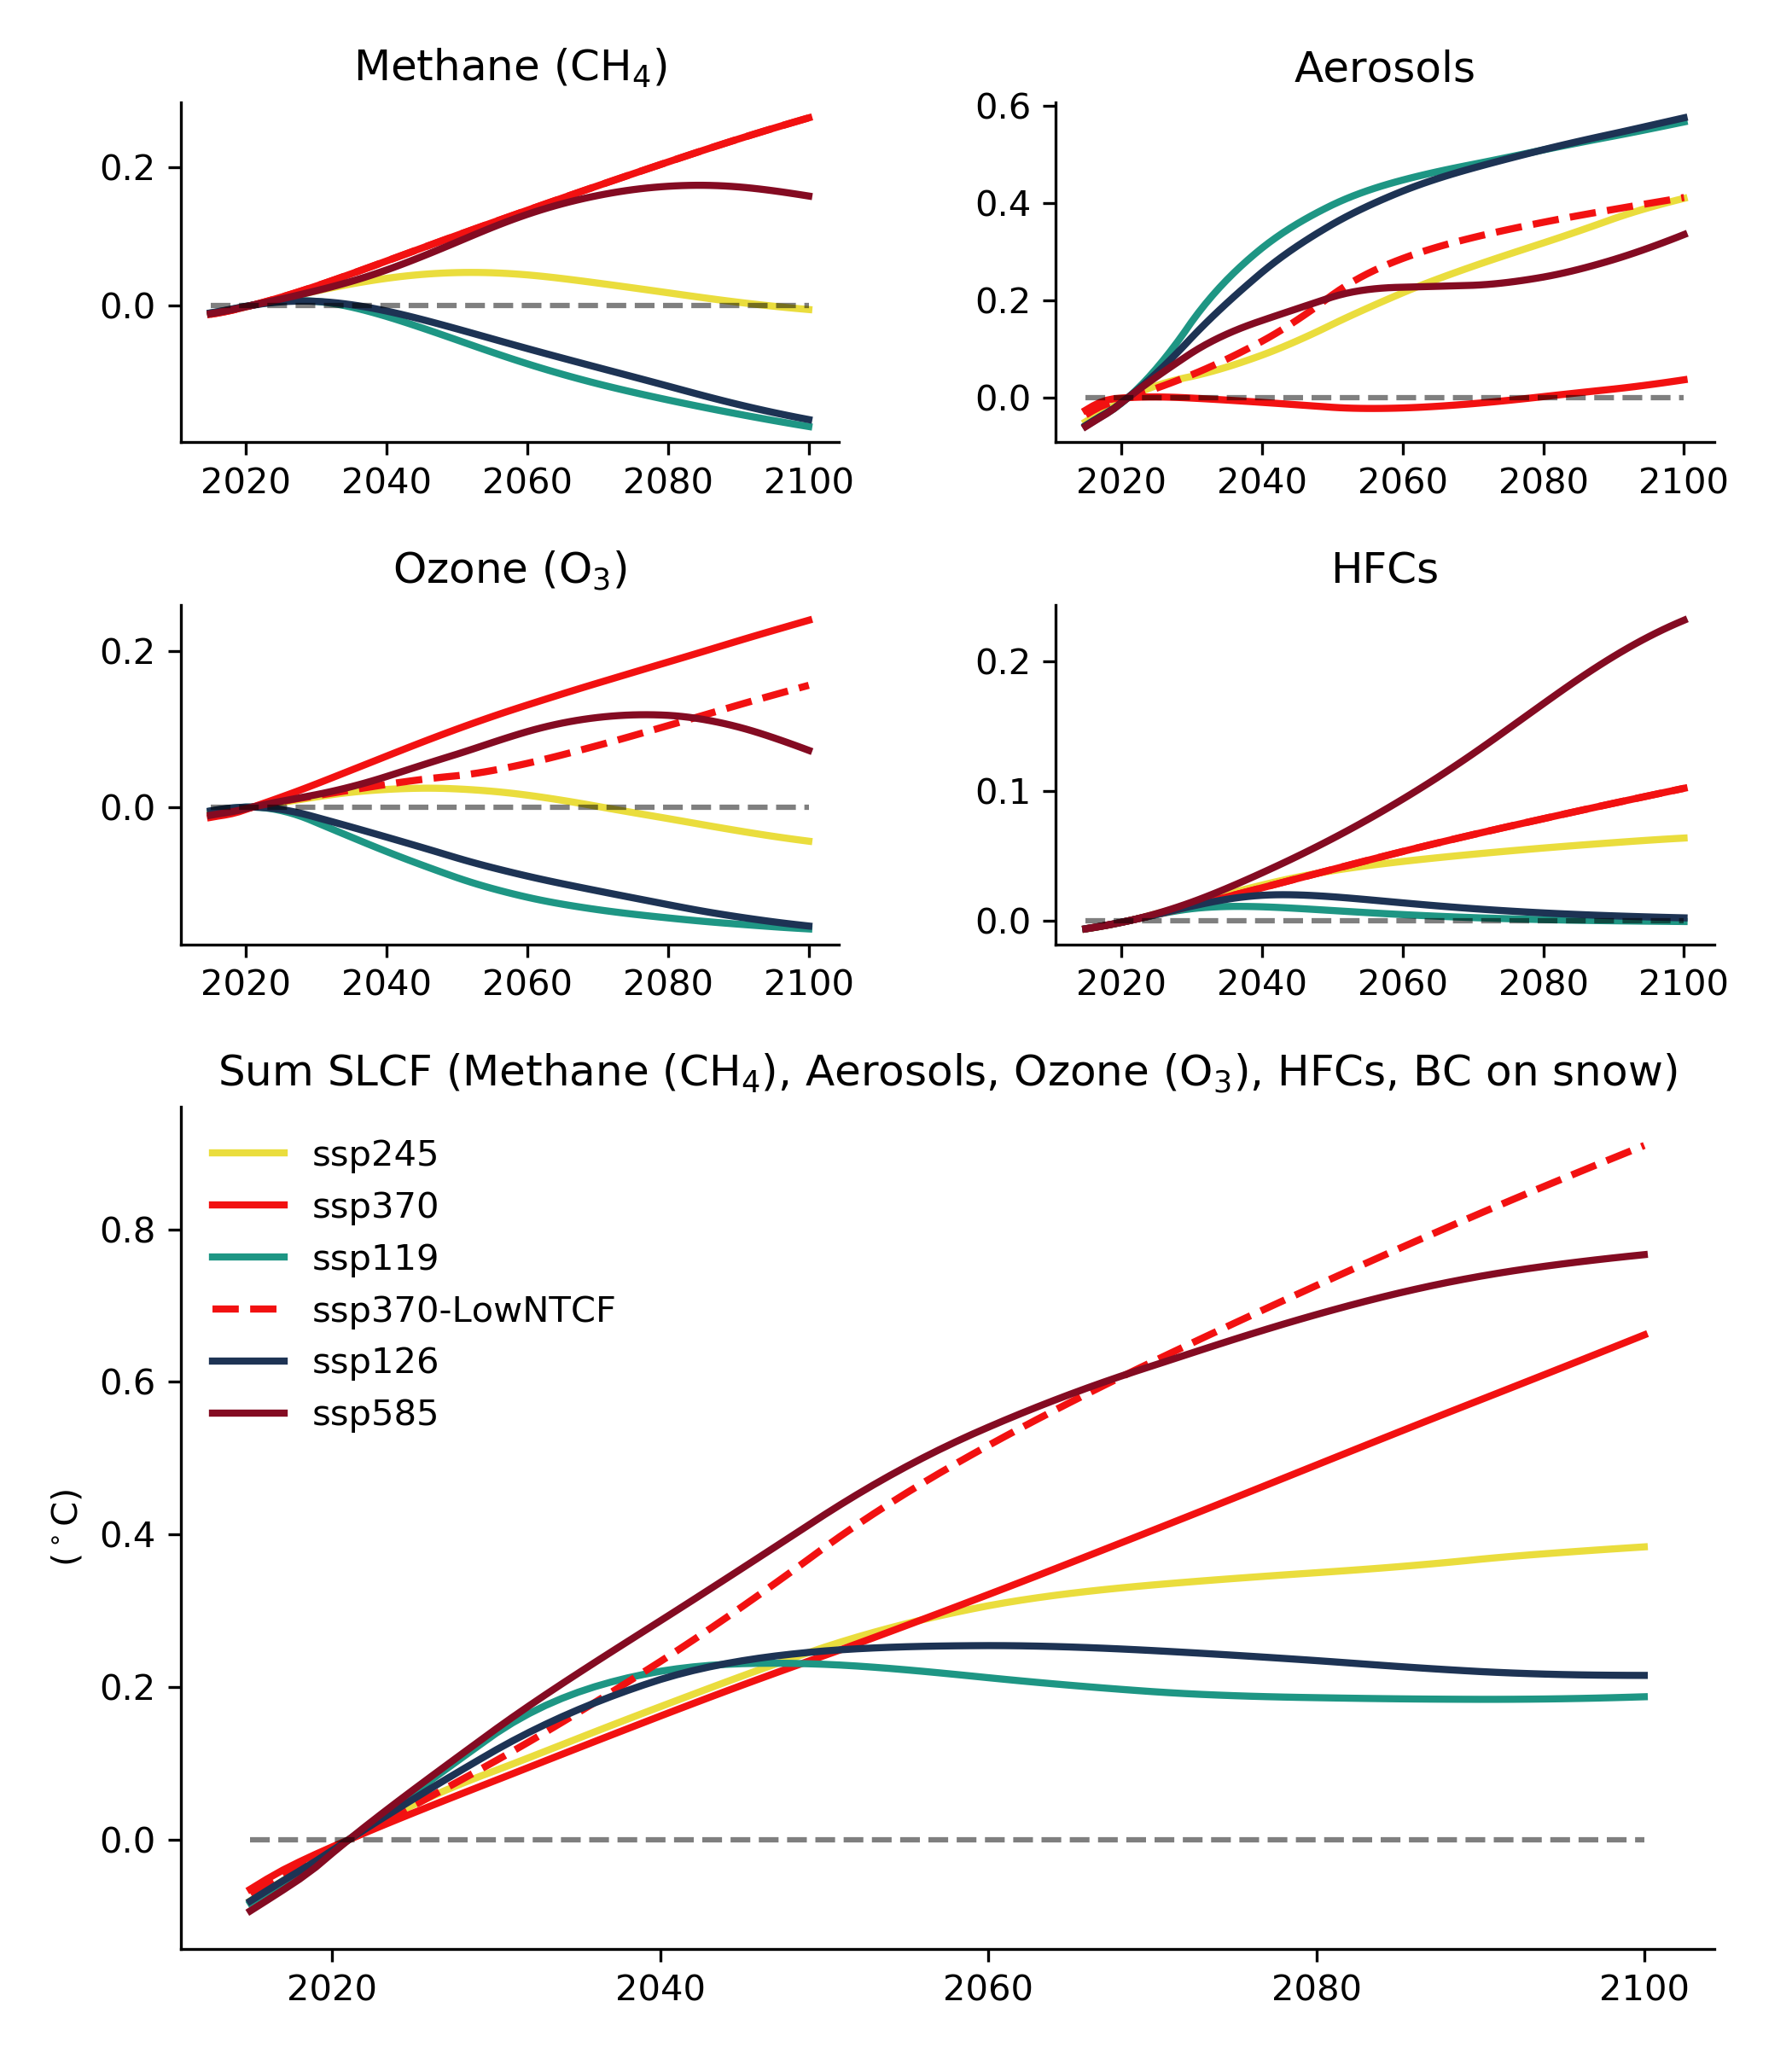 Methane (CH₄)
0.2
0.0
2020 2040 2060 2080 2100
Aerosols
0.6
0.4
0.2
0.0
2020 2040 2060 2080 2100
Ozone (O₃)
0.2
0.0
2020 2040 2060 2080 2100
HFCs
0.2
0.1
0.0
2020 2040 2060 2080 2100
Sum SLCF (Methane (CH₄), Aerosols, Ozone (O₃), HFCs, BC on snow)
ssp245
ssp370
ssp119
ssp370-LowNTCF
ssp126
ssp585
(°C)
0.8
0.6
0.4
0.2
0.0
2020 2040 2060 2080 2100